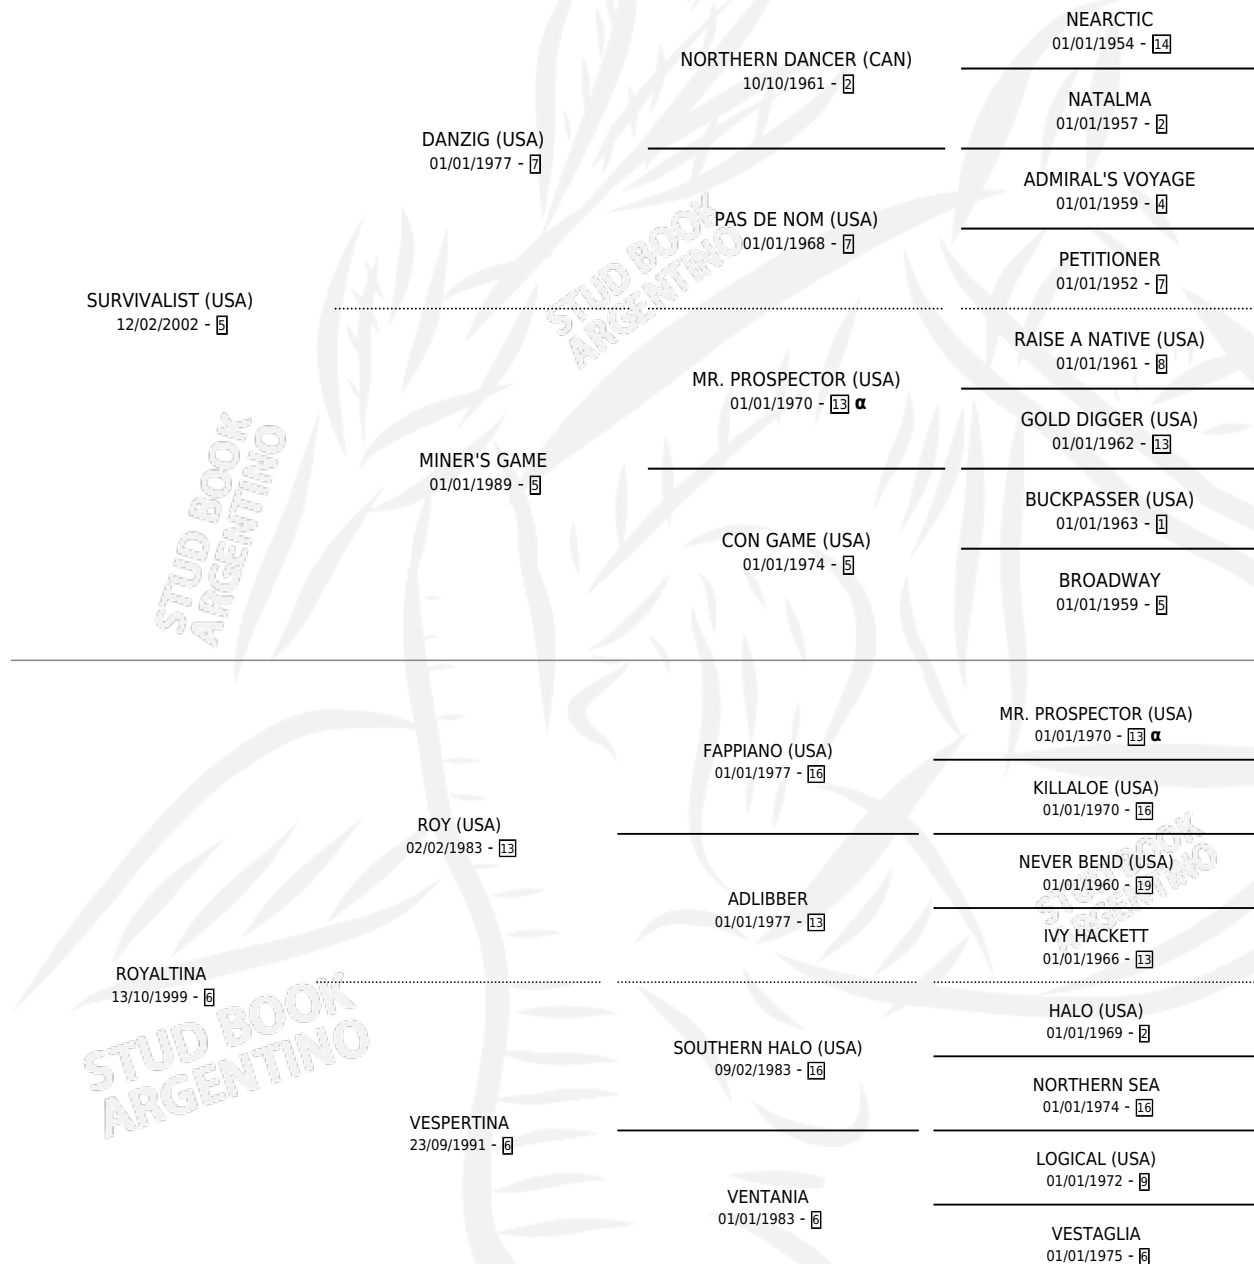 NEARCTIC
01/01/1954 - 14
NORTHERN DANCER (CAN)
10/10/1961 - 2
NATALMA
01/01/1957 - 2
DANZIG (USA)
01/01/1977 - 7
ADMIRAL'S VOYAGE
01/01/1959 - 4
PAS DE NOM (USA)
01/01/1968 - 7
PETITIONER
01/01/1952 - 7
SURVIVALIST (USA)
12/02/2002 - 5
RAISE A NATIVE (USA)
01/01/1961 - 8
MR. PROSPECTOR (USA)
01/01/1970 - 13 α
GOLD DIGGER (USA)
01/01/1962 - 13
MINER'S GAME
01/01/1989 - 5
BUCKPASSER (USA)
01/01/1963 - 1
CON GAME (USA)
01/01/1974 - 5
BROADWAY
01/01/1959 - 5
MR. PROSPECTOR (USA)
01/01/1970 - 13 α
FAPPIANO (USA)
01/01/1977 - 16
KILLALOE (USA)
01/01/1970 - 16
ROY (USA)
02/02/1983 - 13
NEVER BEND (USA)
01/01/1960 - 19
ADLIBBER
01/01/1977 - 13
IVY HACKETT
01/01/1966 - 13
ROYALTINA
13/10/1999 - 6
HALO (USA)
01/01/1969 - 2
SOUTHERN HALO (USA)
09/02/1983 - 16
NORTHERN SEA
01/01/1974 - 16
VESPERTINA
23/09/1991 - 6
LOGICAL (USA)
01/01/1972 - 9
VENTANIA
01/01/1983 - 6
VESTAGLIA
01/01/1975 - 6
STUD BOOK
ARGENTINO
STUD BOOK
ARGENTINO
STUD BOOK
ARGENTINO
STUD BOOK
ARGENTINO